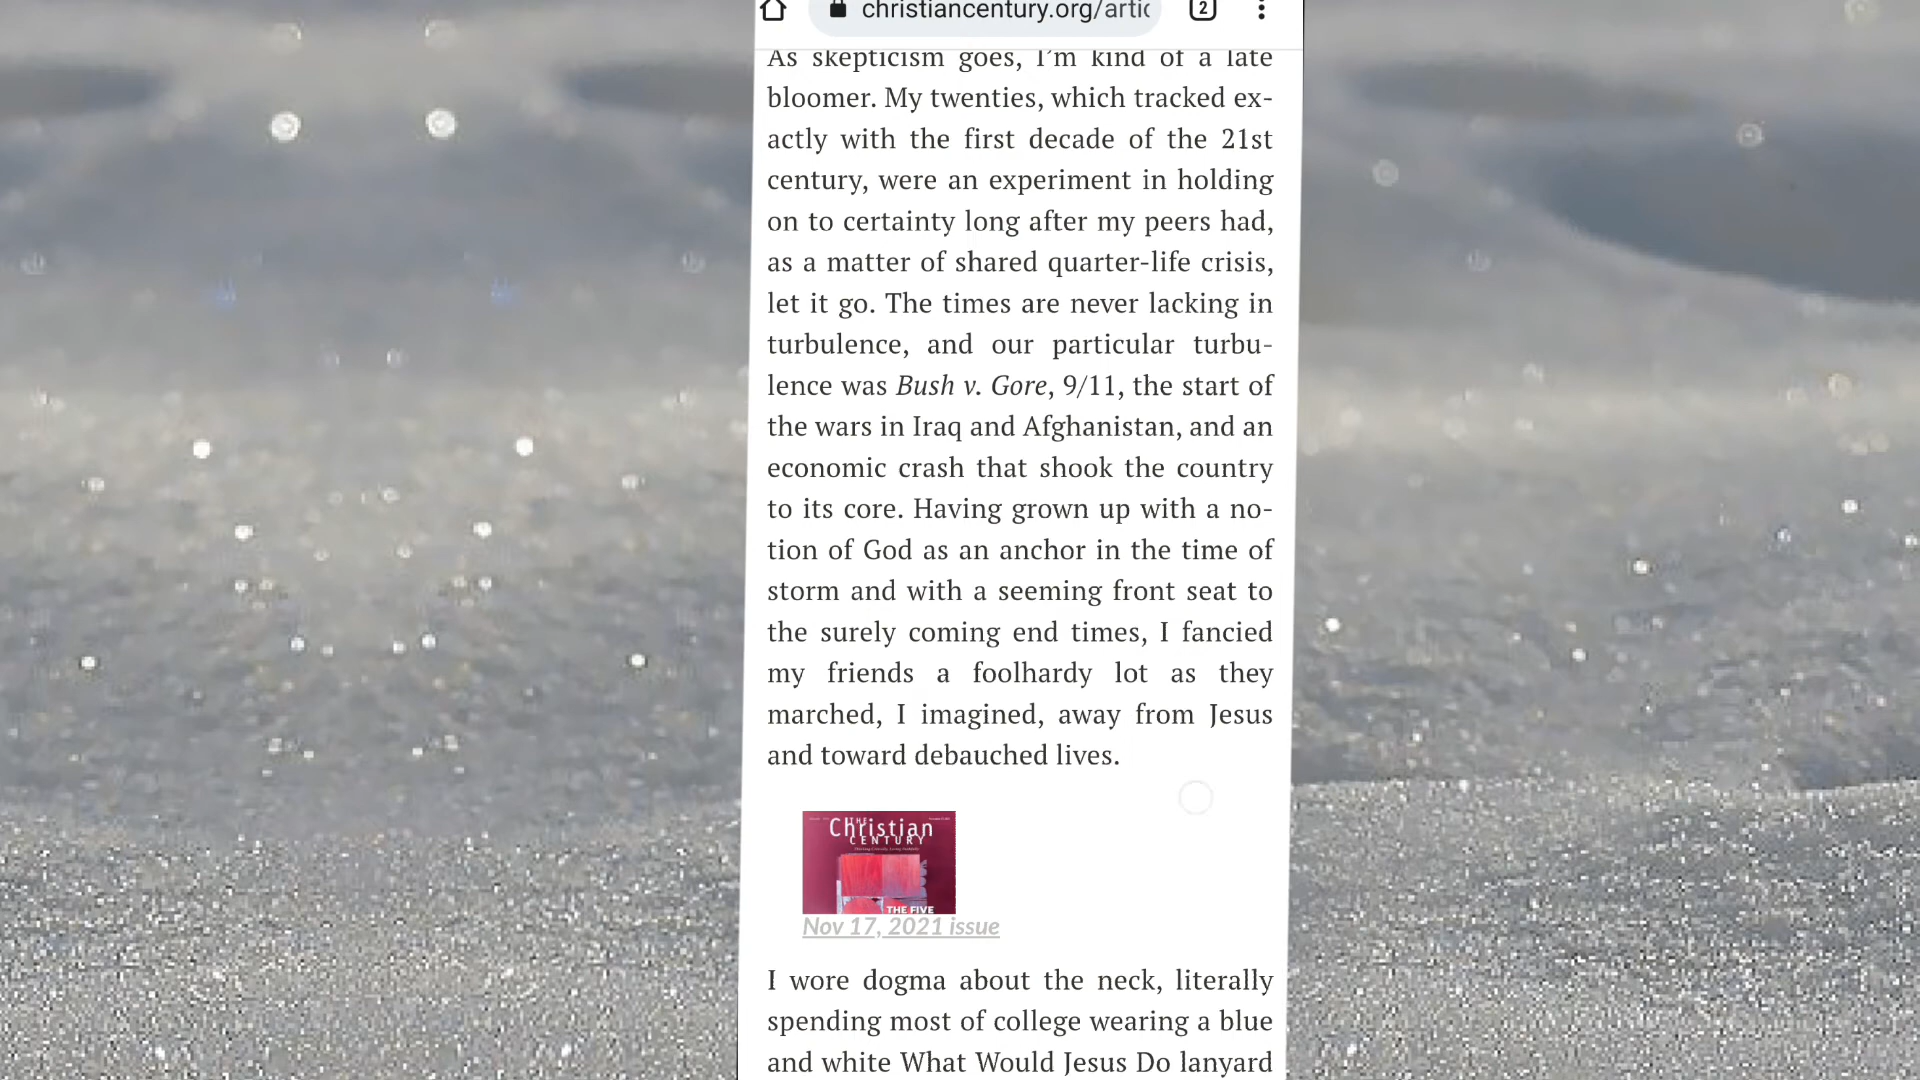 christiancentury.org/artic
2
As skepticism goes, I'm kind of a late
bloomer. My twenties, which tracked ex-
actly with the first decade of the 21st
century, were an experiment in holding
on to certainty long after my peers had,
as a matter of shared quarter-life crisis,
let it go. The times are never lacking in
turbulence, and our particular turbu-
lence was Bush v. Gore, 9/11, the start of
the wars in Iraq and Afghanistan, and an
economic crash that shook the country
to its core. Having grown up with a no-
tion of God as an anchor in the time of
storm and with a seeming front seat to
the surely coming end times, I fancied
my friends a foolhardy lot as they
marched, I imagined, away from Jesus
and toward debauched lives.
THE
Christian
CENTURY
THE FIVE
Nov 17, 2021 issue
I wore dogma about the neck, literally
spending most of college wearing a blue
and white What Would Jesus Do lanyard